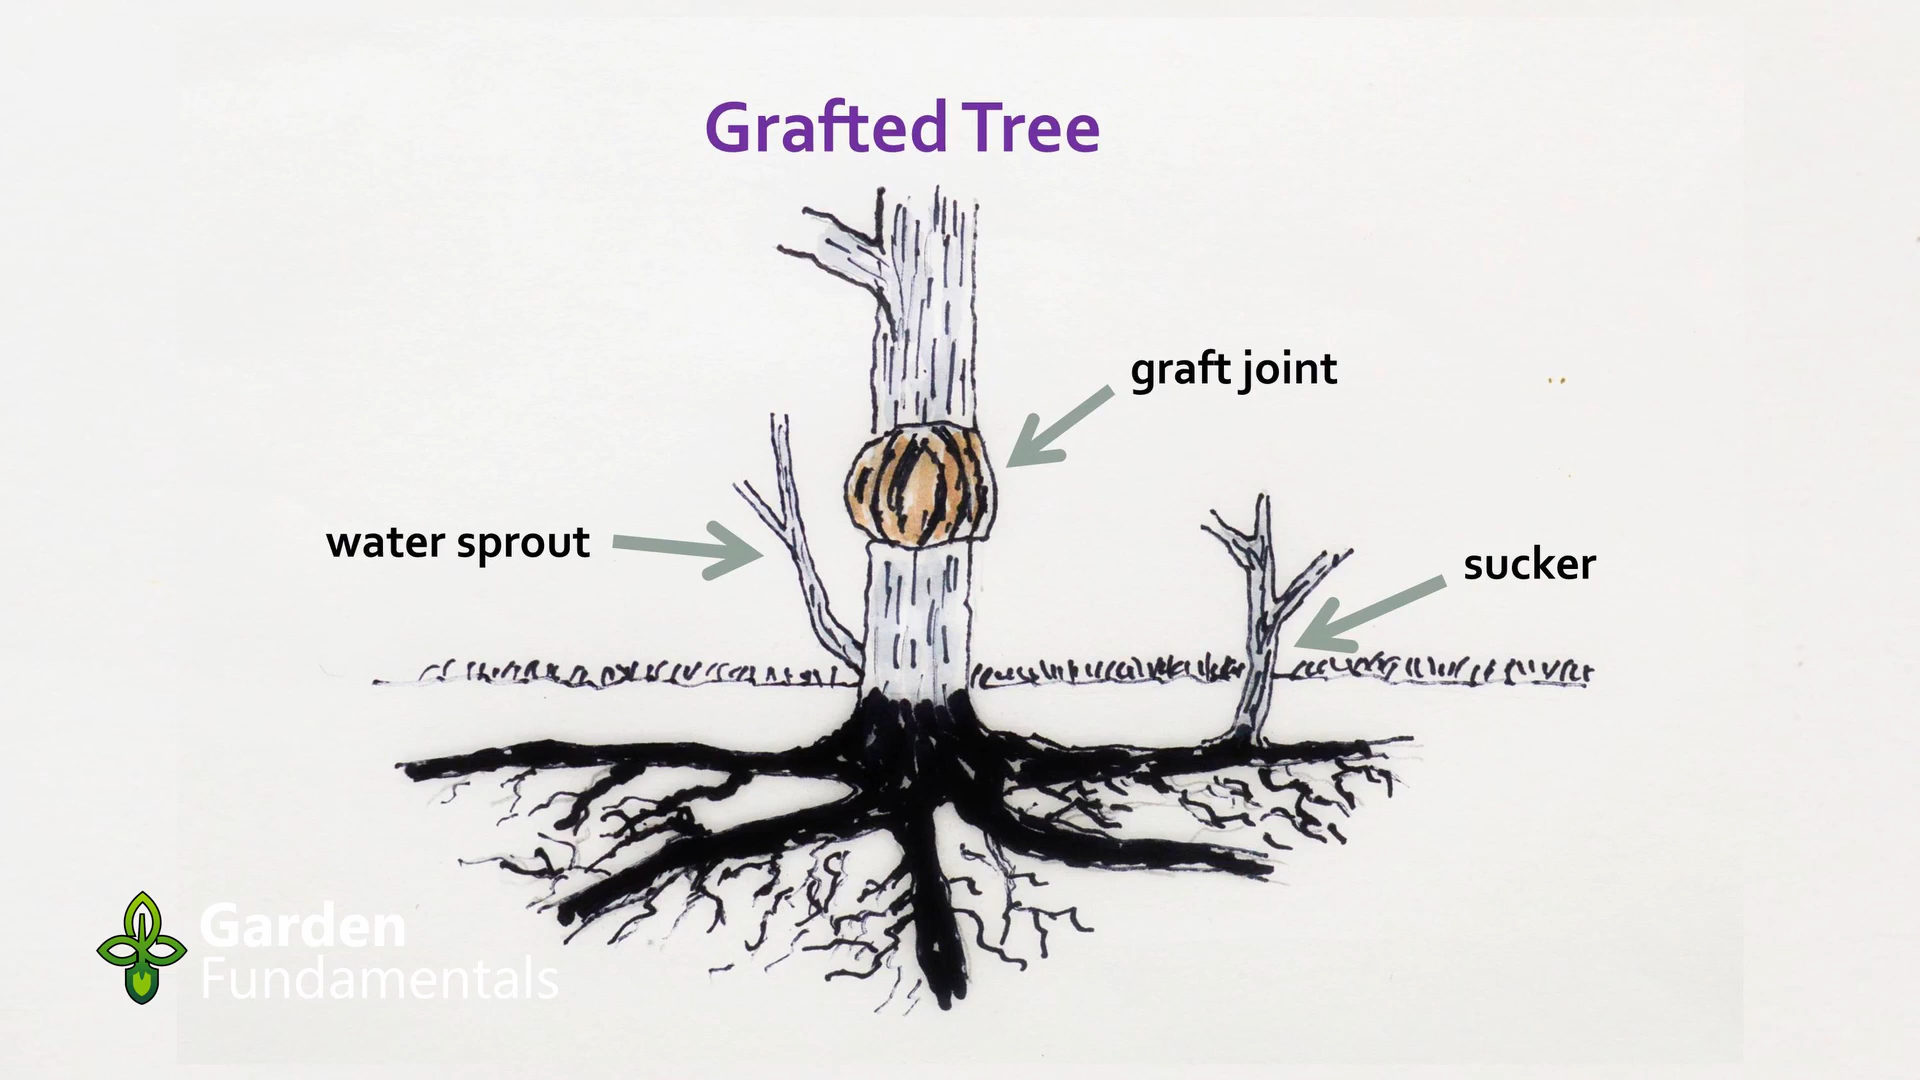 Grafted Tree
graft joint
water sprout
sucker
Garden
Fundamentals